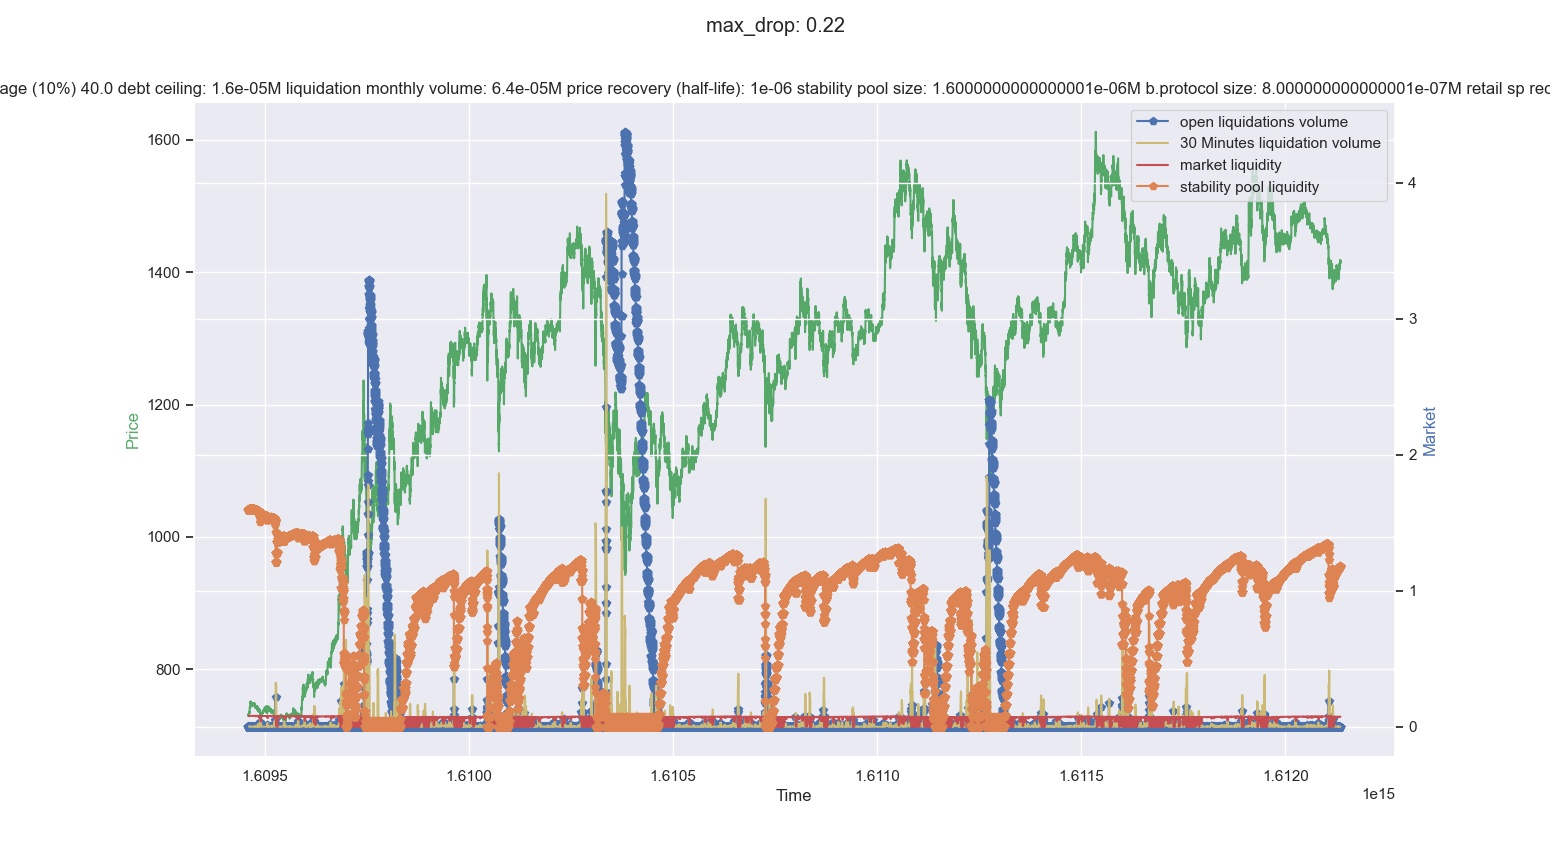 max_drop: 0.22
age (10%) 40.0 debt ceiling: 1.6e-05M liquidation monthly volume: 6.4e-05M price recovery (half-life): 1e-06 stability pool size: 1.6000000000000001e-06M b.protocol size: 8.000000000000001e-07M retail sp rec
open liquidations volume
30 Minutes liquidation volume
market liquidity
stability pool liquidity
1600
1400
1200
1000
800
Price
4
3
2
1
0
Market
1.6095
1.6100
1.6105
1.6110
1.6115
1.6120
1e15
Time